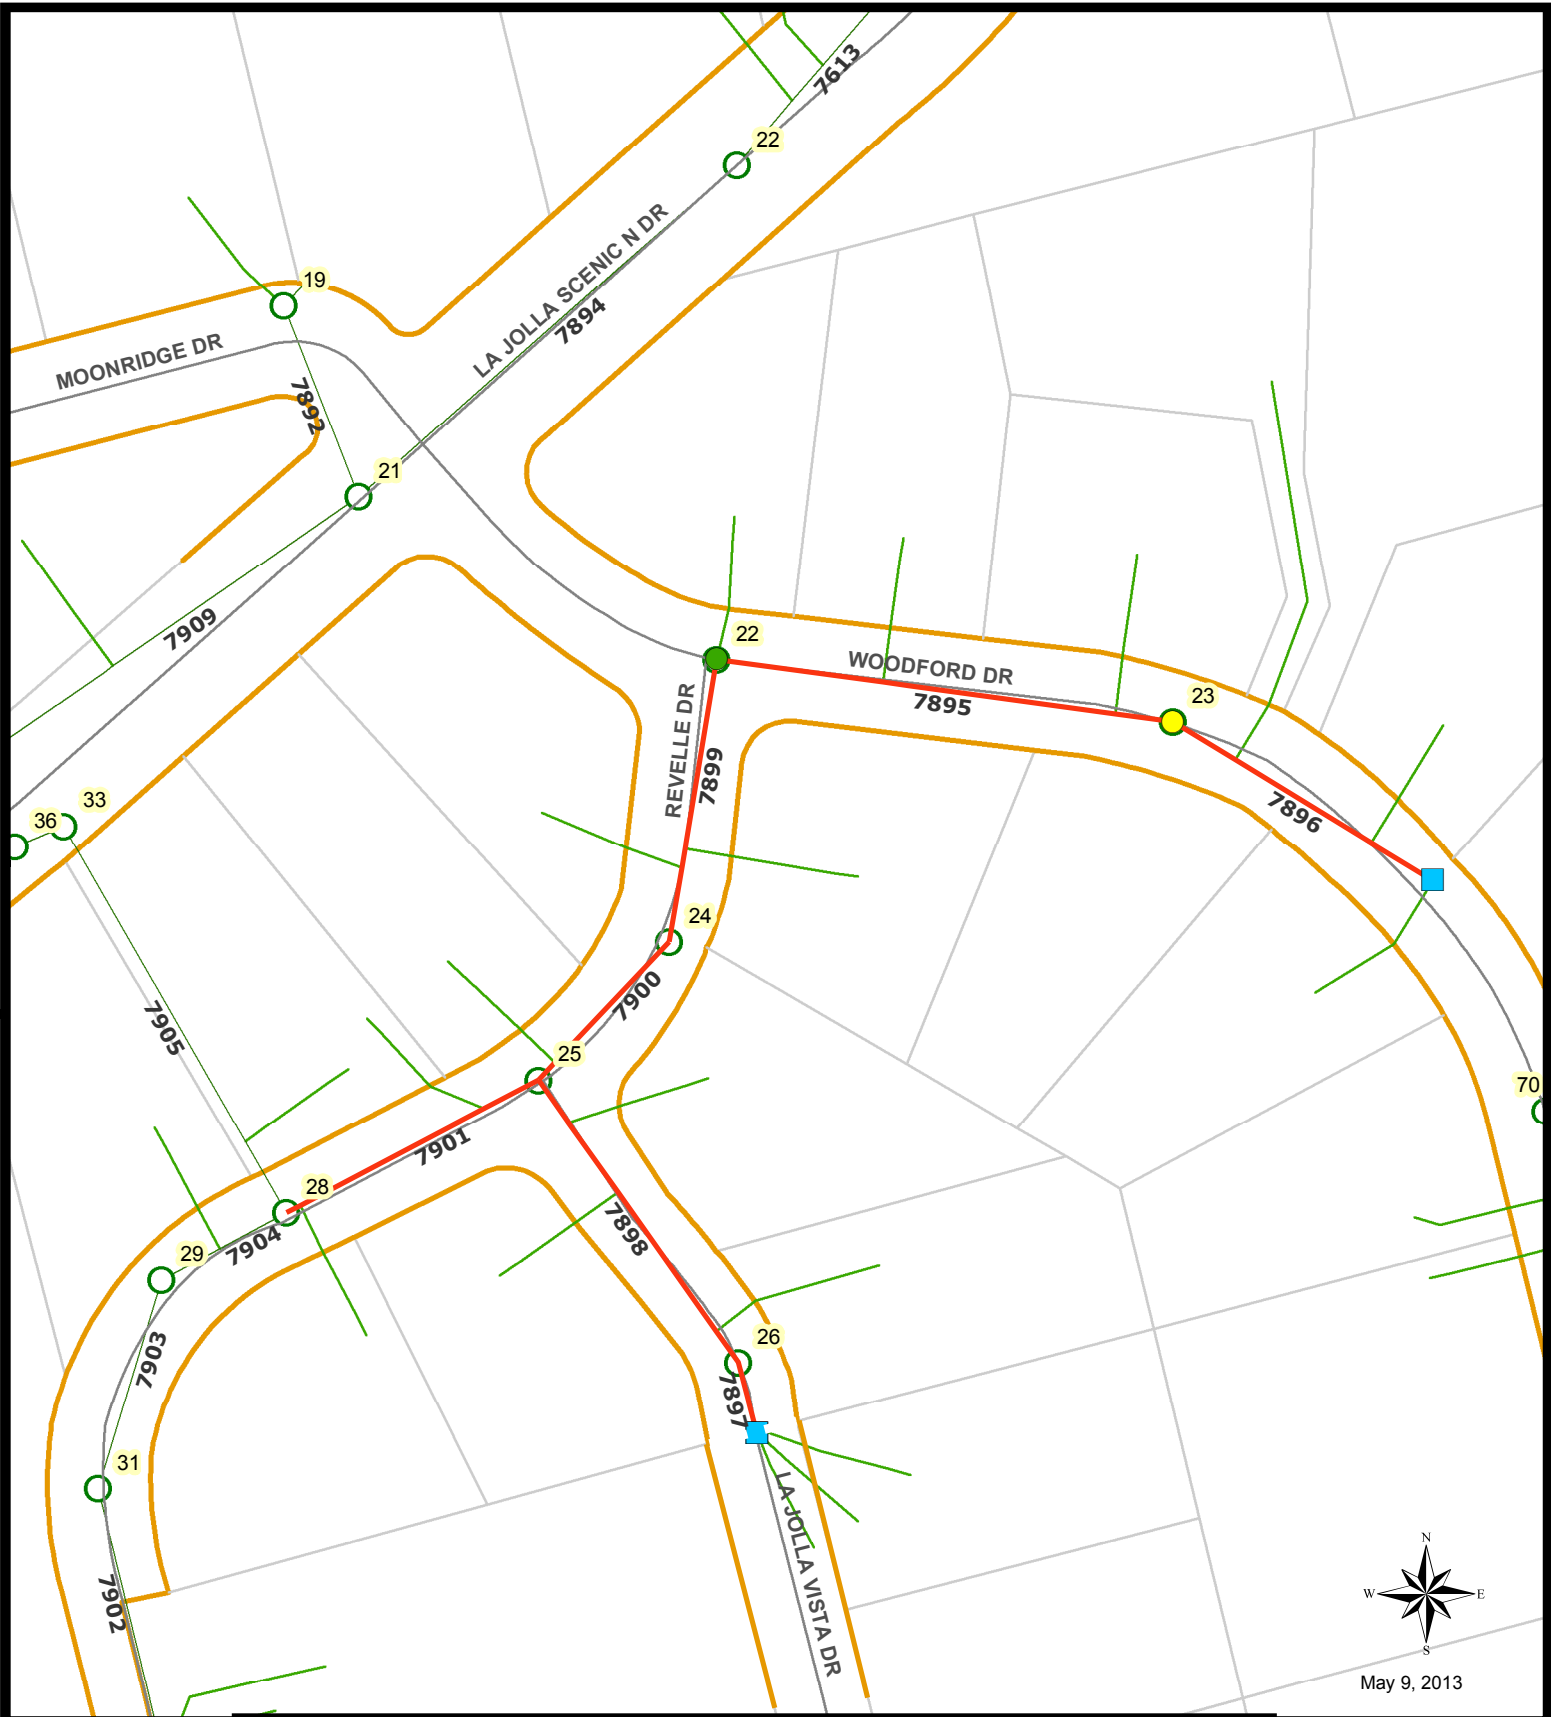 7613
22
LA JOLLA SCENIC N DR
7894
19
MOONRIDGE DR
7892
21
7909
22
WOODFORD DR
7895
23
REVELLE DR
7899
7896
33
36
24
7900
7905
25
70
7901
28
7898
29
7904
26
7903
7897
31
LA JOLLA VISTA DR
7902
N
W
E
S
May 9, 2013